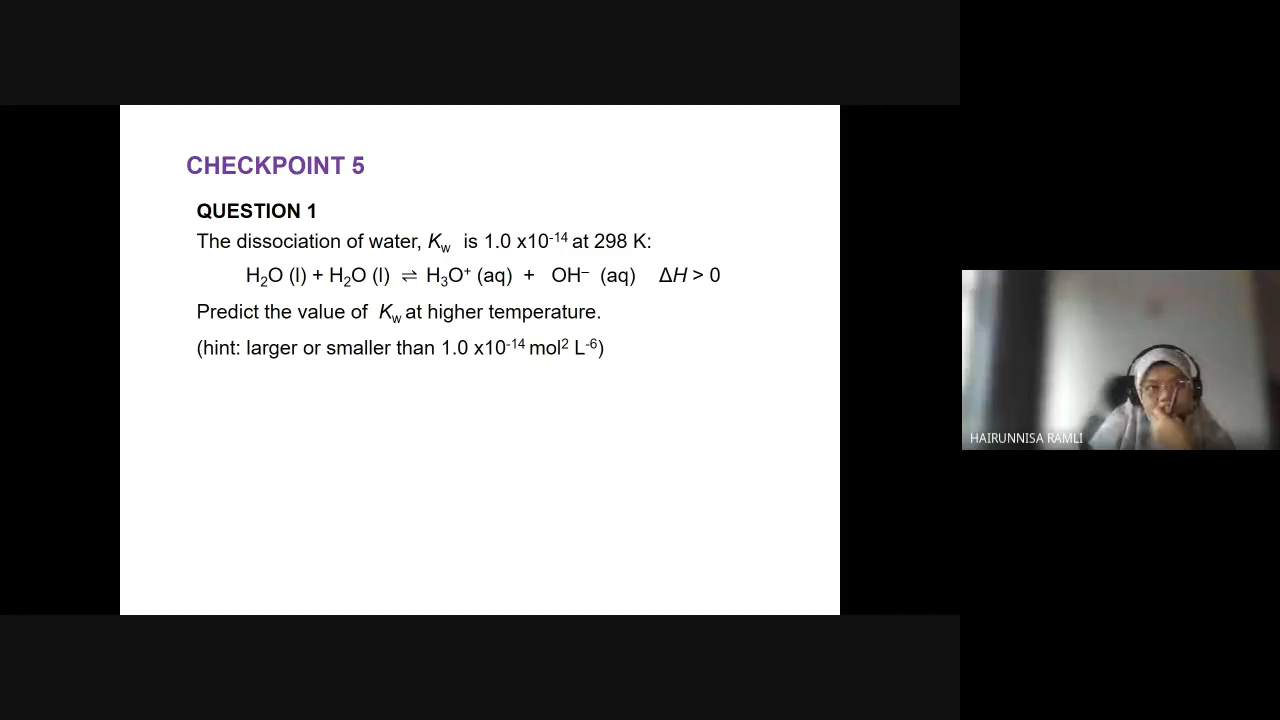 CHECKPOINT 5
QUESTION 1
The dissociation of water, Kw is 1.0 x10⁻¹⁴ at 298 K:
H₂O (l) + H₂O (l) ⇌ H₃O⁺ (aq) + OH⁻ (aq) ΔH > 0
Predict the value of Kw at higher temperature.
(hint: larger or smaller than 1.0 x10⁻¹⁴ mol² L⁻⁶)
HAIRUNNISA RAMLI